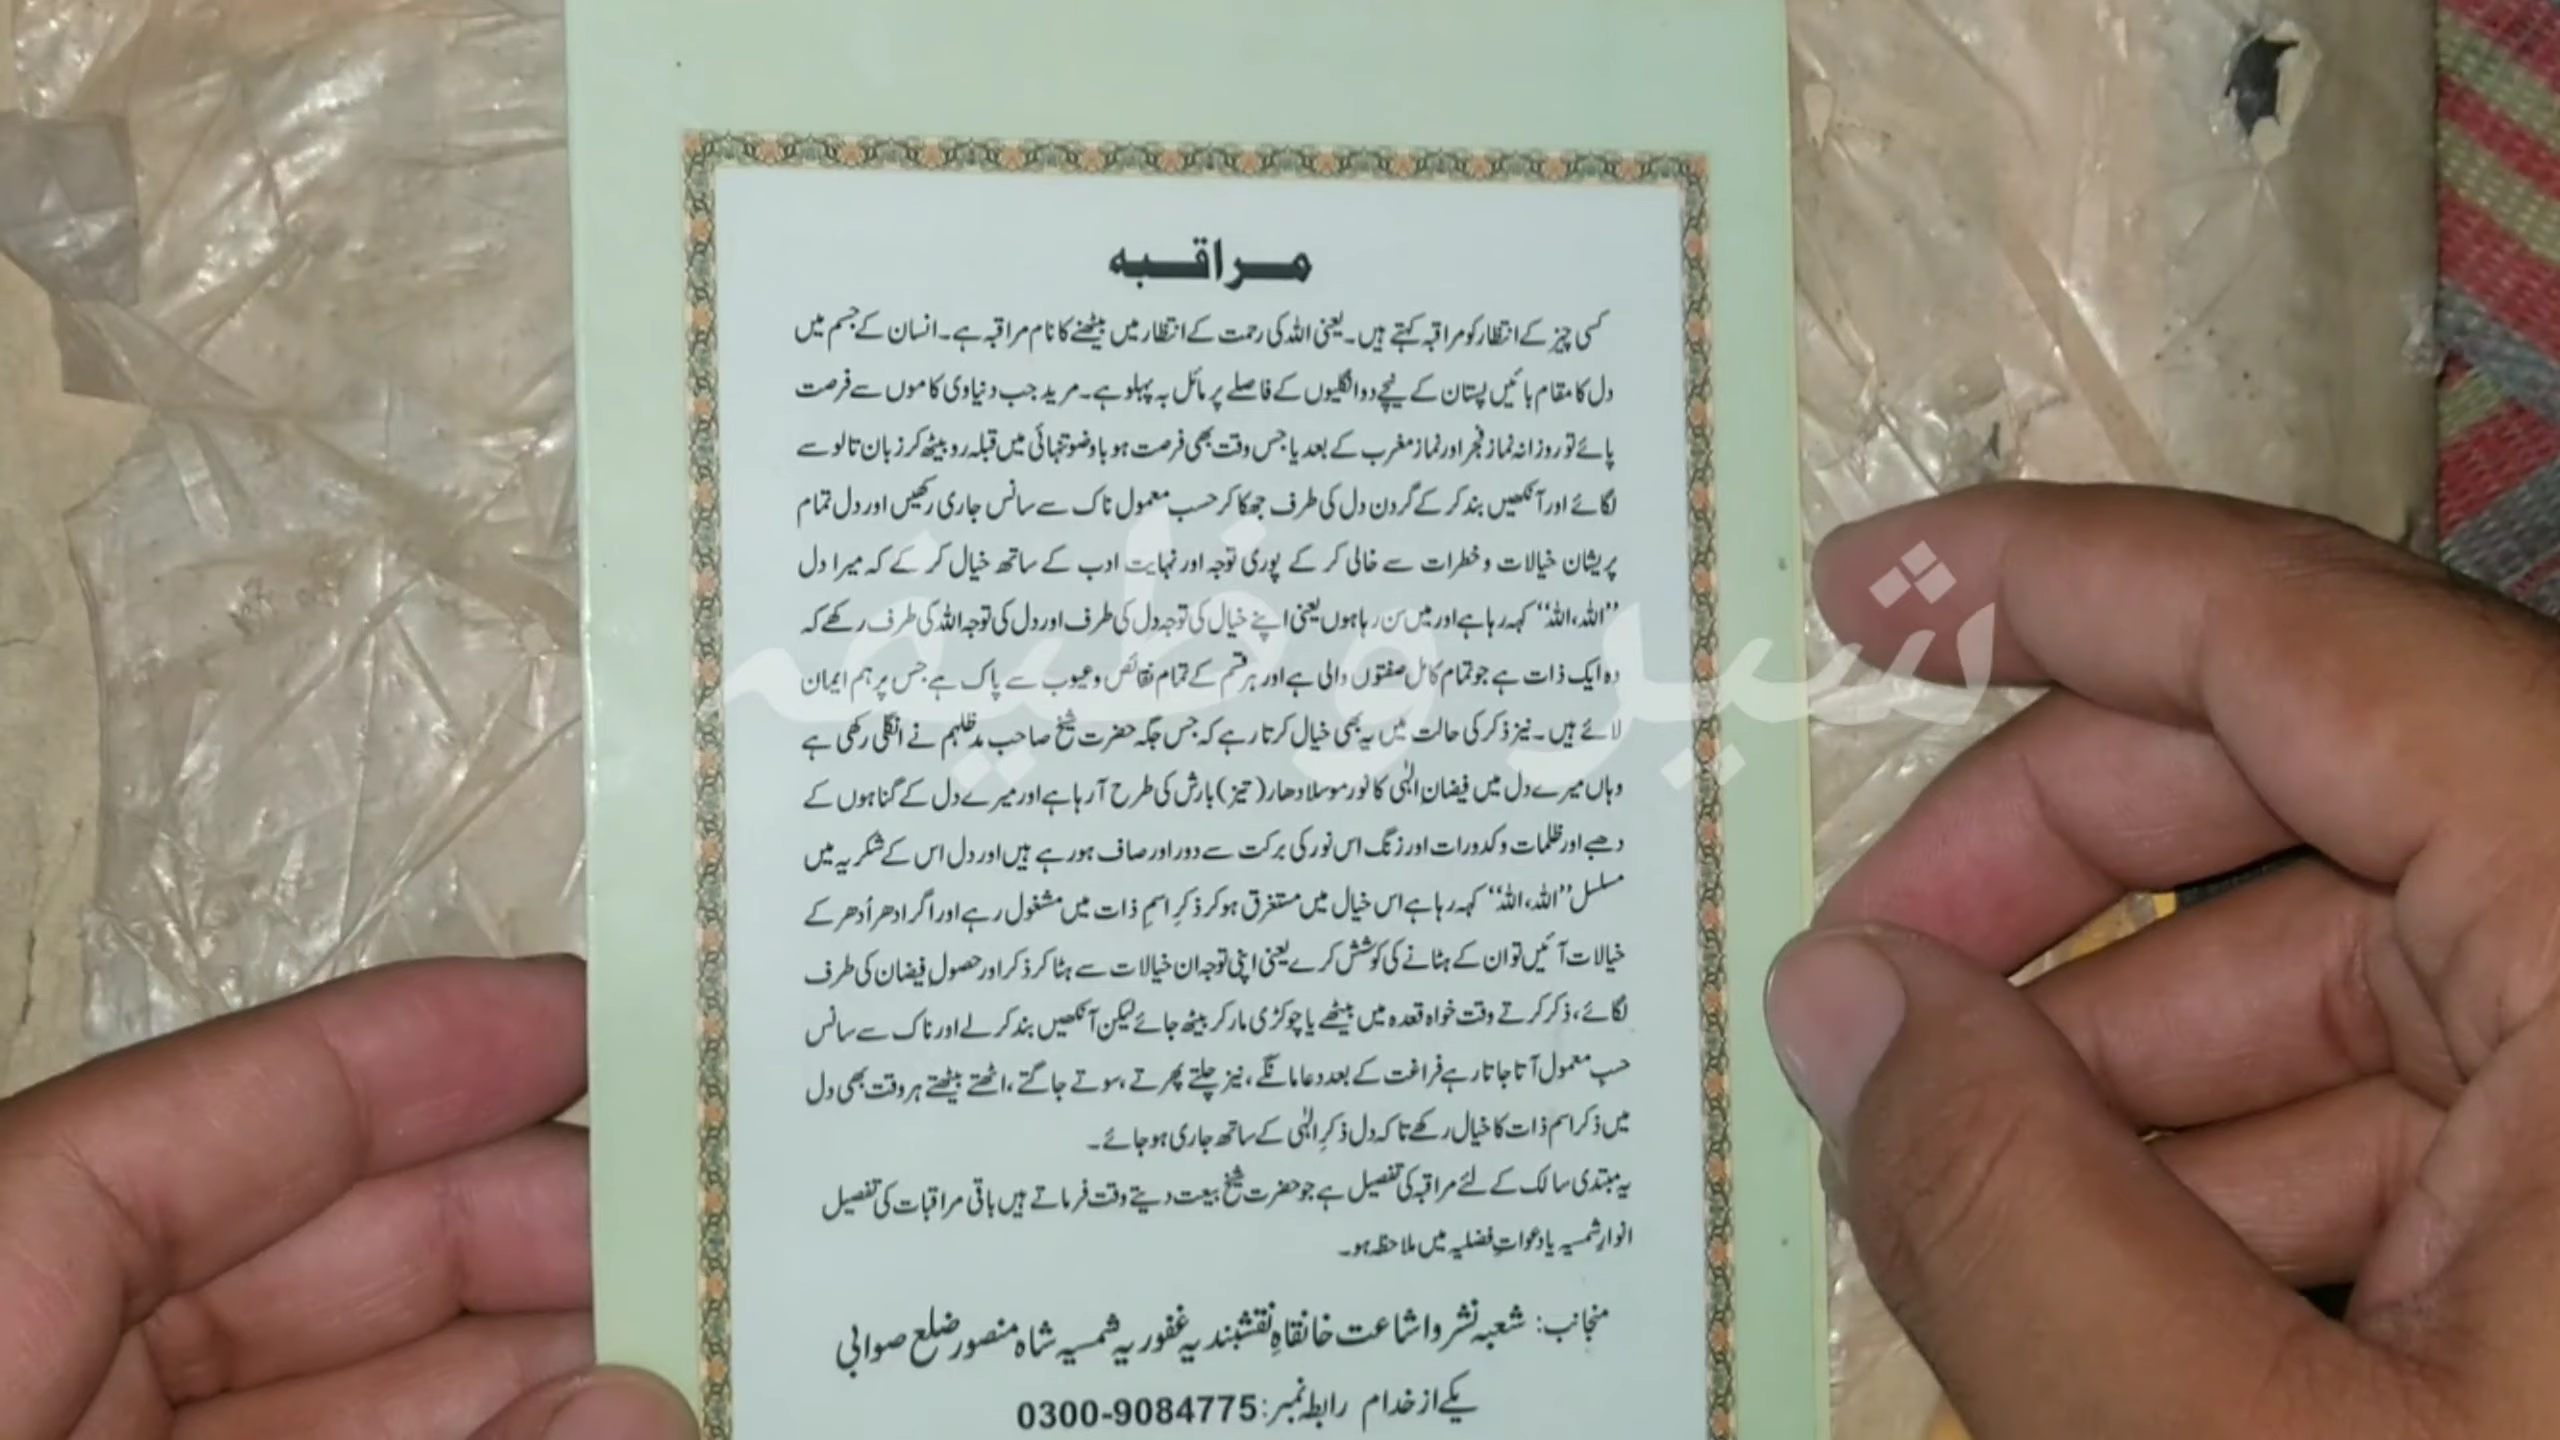 مراقبہ
کسی چیز کے انتظار کو مراقبہ کہتے ہیں۔ یعنی اللہ کی رحمت کے انتظار میں بیٹھنے کا نام مراقبہ ہے۔ انسان کے جسم میں
دل کا مقام بائیں پستان کے نیچے دو انگلیوں کے فاصلے پر مائل بہ پہلو ہے۔ مرید جب دنیاوی کاموں سے فرصت
پائے تو روزانہ نماز فجر اور نماز مغرب کے بعد یا جس وقت بھی فرصت ہو باوضو تنہائی میں قبلہ رو بیٹھ کر زبان تالو سے
لگائے اور آنکھیں بند کر کے گردن دل کی طرف جھکا کر حسب معمول ناک سے سانس جاری رکھیں اور دل تمام
پریشان خیالات و خطرات سے خالی کر کے پوری توجہ اور نہایت ادب کے ساتھ خیال کر کے کہ میرا دل
”اللہ، اللہ“ کہہ رہا ہے اور میں سن رہا ہوں یعنی اپنے خیال کی توجہ دل کی طرف اور دل کی توجہ اللہ کی طرف رکھے کہ
وہ ایک ذات ہے جو تمام کامل صفتوں والی ہے اور ہر قسم کے تمام نقائص و عیوب سے پاک ہے جس پر ہم ایمان
لائے ہیں۔ نیز ذکر کی حالت میں یہ بھی خیال کرتا رہے کہ جس جگہ حضرت شیخ صاحب مدظلہم نے انگلی رکھی ہے
وہاں میرے دل میں فیضانِ الٰہی کا نور موسلادھار (تیز) بارش کی طرح آ رہا ہے اور میرے دل کے گناہوں کے
دھبے اور ظلمات و کدورات اور زنگ اس نور کی برکت سے دور اور صاف ہو رہے ہیں اور دل اس کے شکریہ میں
مسلسل ”اللہ، اللہ“ کہہ رہا ہے اس خیال میں مستغرق ہو کر ذکرِ اسمِ ذات میں مشغول رہے اور اگر ادھر اُدھر کے
خیالات آئیں تو ان کے ہٹانے کی کوشش کرے یعنی اپنی توجہ ان خیالات سے ہٹا کر ذکر اور حصولِ فیضان کی طرف
لگائے، ذکر کرتے وقت خواہ قعدہ میں بیٹھے یا چوکڑی مار کر بیٹھ جائے لیکن آنکھیں بند کر لے اور ناک سے سانس
حسبِ معمول آتا جاتا رہے فراغت کے بعد دعا مانگے، نیز چلتے پھرتے، سوتے جاگتے، اٹھتے بیٹھتے ہر وقت بھی دل
میں ذکر اسم ذات کا خیال رکھے تاکہ دل ذکرِ الٰہی کے ساتھ جاری ہو جائے۔
یہ مبتدی سالک کے لئے مراقبہ کی تفصیل ہے جو حضرت شیخ بیعت دیتے وقت فرماتے ہیں باقی مراقبات کی تفصیل
انوارِ شمسیہ یا دعواتِ فضلیہ میں ملاحظہ ہو۔
منجانب: شعبہ نشر و اشاعت خانقاہِ نقشبندیہ غفوریہ شمسیہ شاہ منصور ضلع صوابی
یکے از خدام رابطہ نمبر: 0300-9084775
شیر وظیفہ